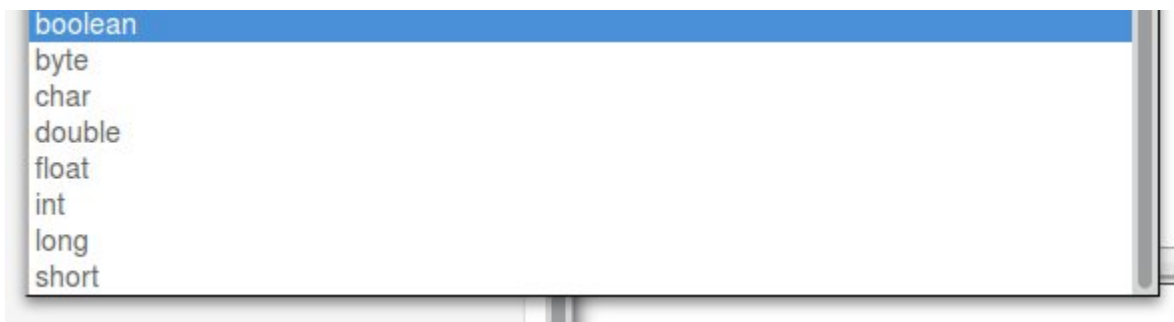 boolean
byte
char
double
float
int
long
short